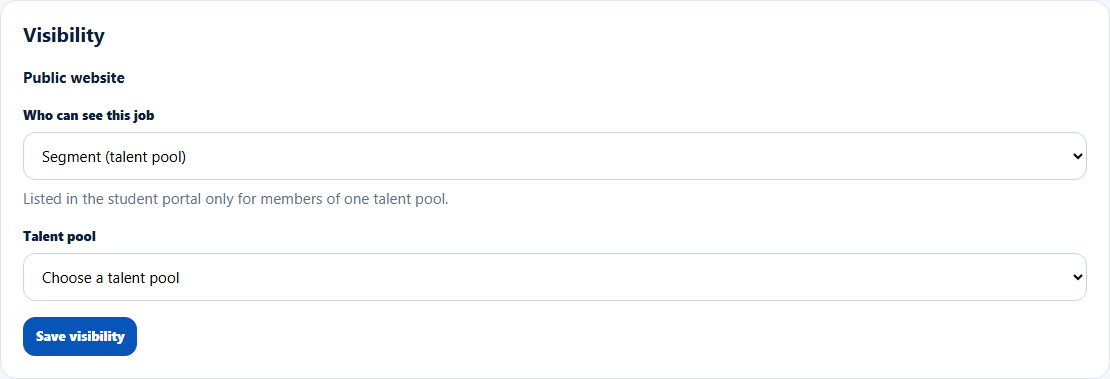 Visibility
Public website
Who can see this job
Segment (talent pool)
Listed in the student portal only for members of one talent pool.
Talent pool
Choose a talent pool
Save visibility